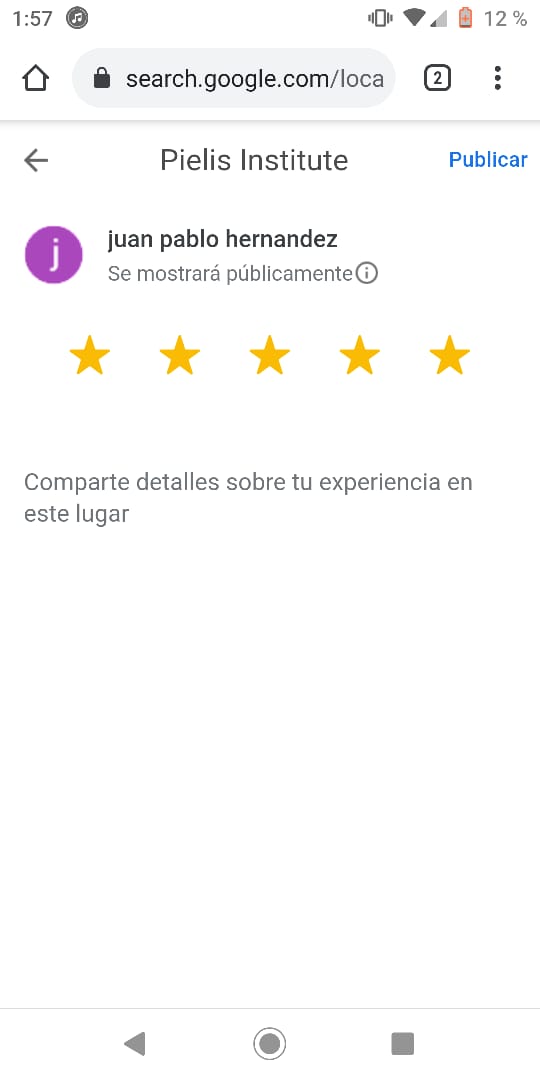 1:57
12 %
search.google.com/loca
2
Pielis Institute
Publicar
j
juan pablo hernandez
Se mostrará públicamente
Comparte detalles sobre tu experiencia en
este lugar